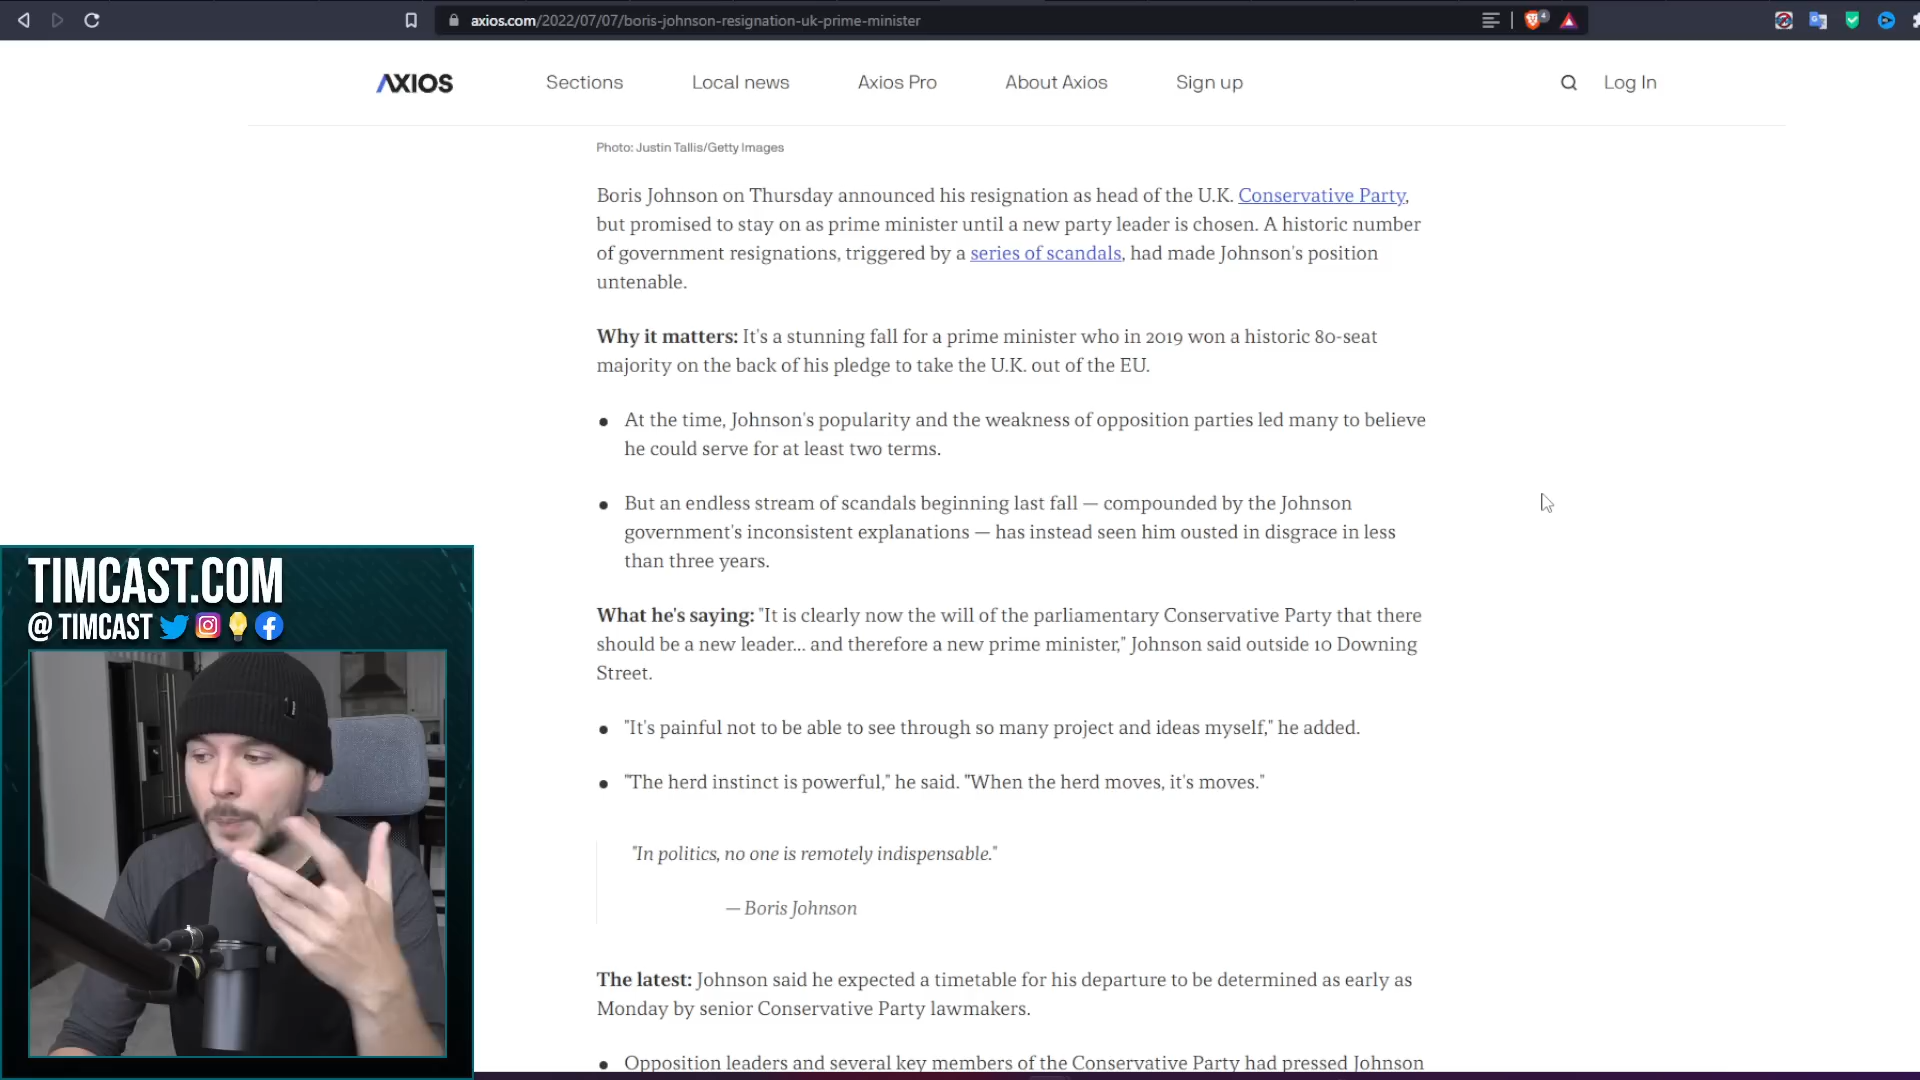 axios.com/2022/07/07/boris-johnson-resignation-uk-prime-minister
4
AXIOS
Sections
Local news
Axios Pro
About Axios
Sign up
Log In
Photo: Justin Tallis/Getty Images
Boris Johnson on Thursday announced his resignation as head of the U.K. Conservative Party,
but promised to stay on as prime minister until a new party leader is chosen. A historic number
of government resignations, triggered by a series of scandals, had made Johnson's position
untenable.
Why it matters: It's a stunning fall for a prime minister who in 2019 won a historic 80-seat
majority on the back of his pledge to take the U.K. out of the EU.
● At the time, Johnson's popularity and the weakness of opposition parties led many to believe
he could serve for at least two terms.
● But an endless stream of scandals beginning last fall — compounded by the Johnson
government's inconsistent explanations — has instead seen him ousted in disgrace in less
than three years.
What he's saying: "It is clearly now the will of the parliamentary Conservative Party that there
should be a new leader... and therefore a new prime minister," Johnson said outside 10 Downing
Street.
● "It's painful not to be able to see through so many project and ideas myself," he added.
● "The herd instinct is powerful," he said. "When the herd moves, it's moves."
"In politics, no one is remotely indispensable."
— Boris Johnson
The latest: Johnson said he expected a timetable for his departure to be determined as early as
Monday by senior Conservative Party lawmakers.
● Opposition leaders and several key members of the Conservative Party had pressed Johnson
TIMCAST.COM
@ TIMCAST